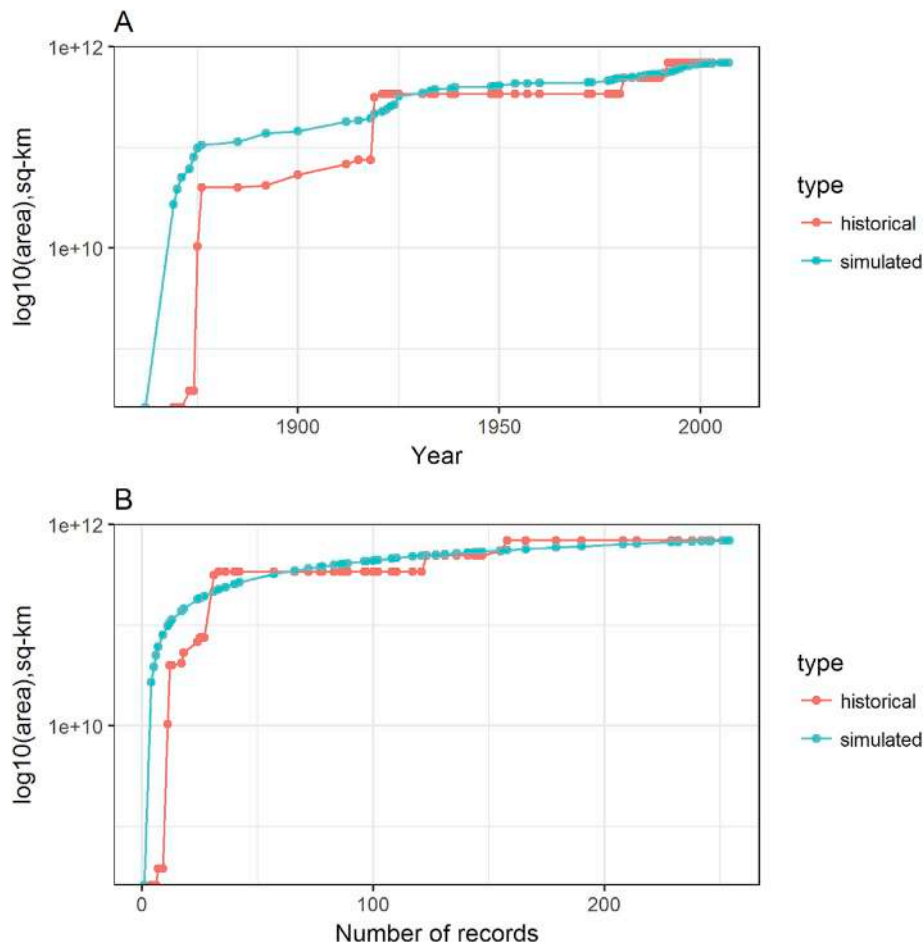 A
1e+12
1e+10
log10(area),sq-km
1900
1950
2000
Year
type
historical
simulated
B
1e+12
1e+10
log10(area),sq-km
0
100
200
Number of records
type
historical
simulated